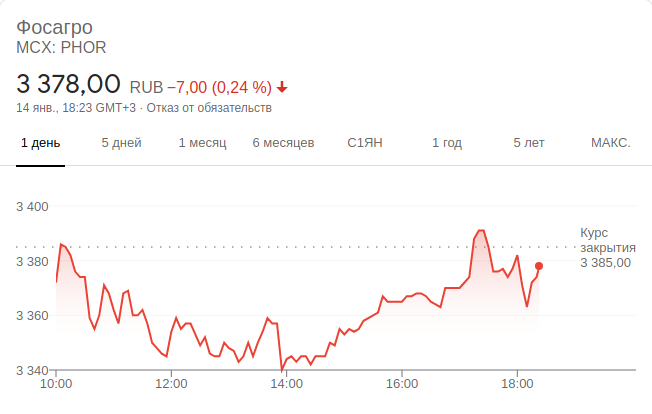 Фосагро
MCX: PHOR
3 378,00 RUB −7,00 (0,24 %)
14 янв., 18:23 GMT+3 · Отказ от обязательств
1 день 5 дней 1 месяц 6 месяцев С1ЯН 1 год 5 лет МАКС.
3 400
Курс
закрытия
3 385,00
3 380
3 360
3 340
10:00 12:00 14:00 16:00 18:00